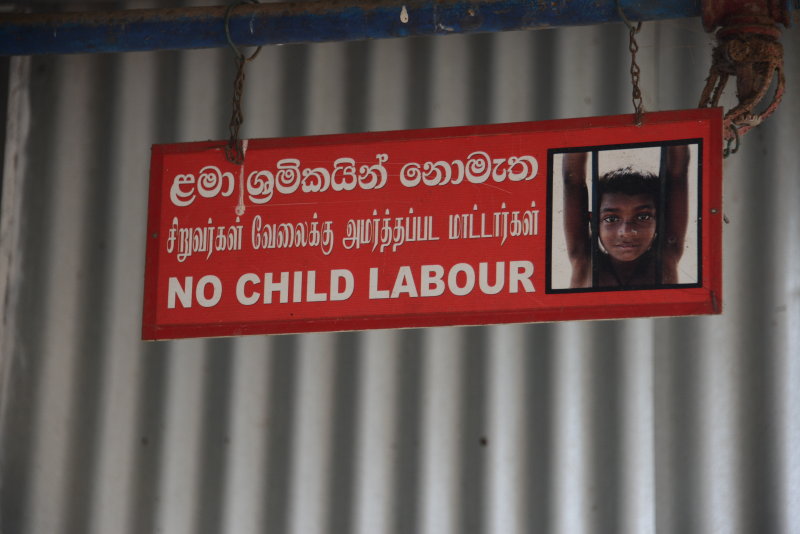 ළමා ශ්‍රමිකයින් නොමැත
சிறுவர்கள் வேலைக்கு அமர்த்தப்பட மாட்டார்கள்
NO CHILD LABOUR